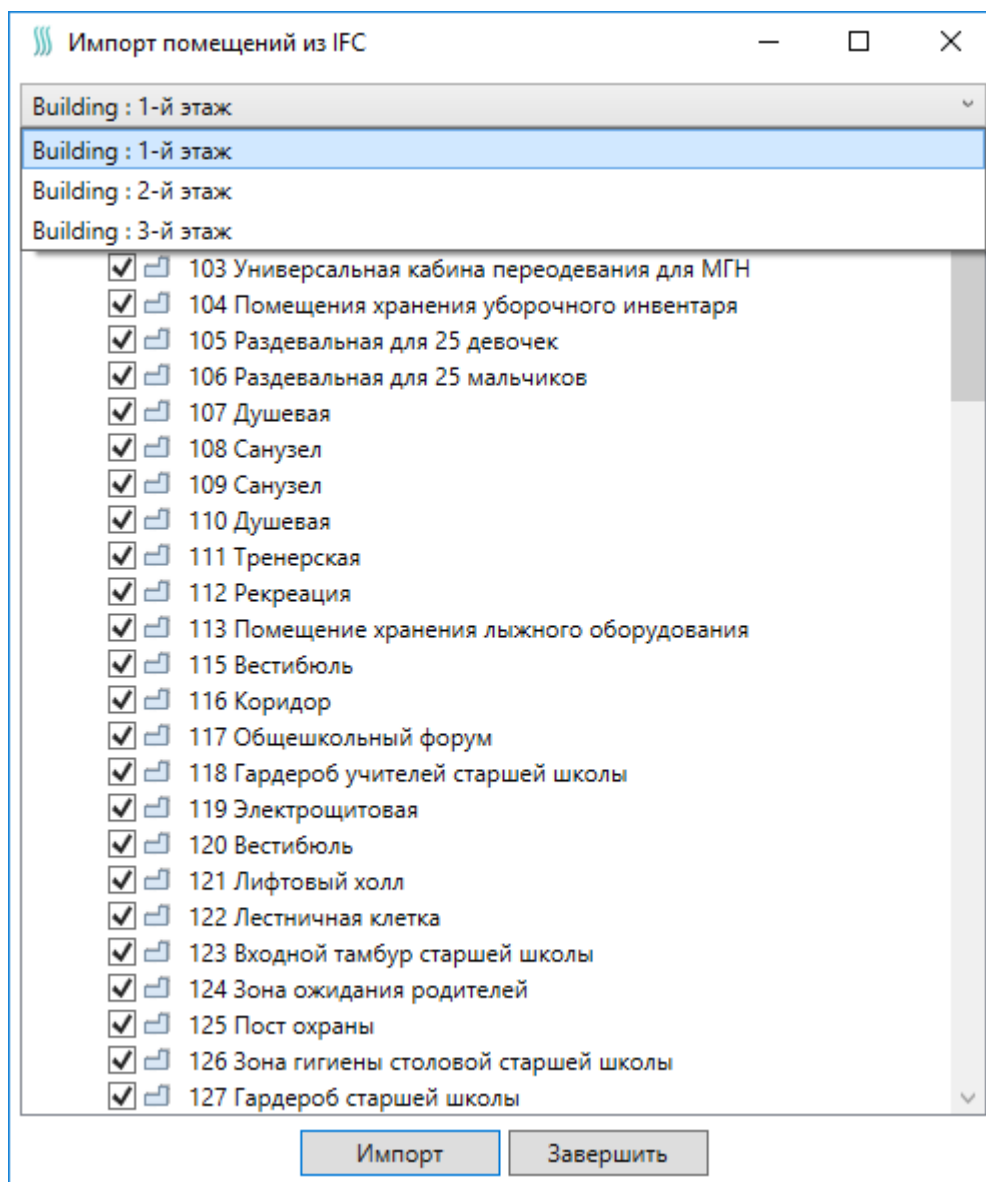 Импорт помещений из IFC
Building : 1-й этаж
Building : 1-й этаж
Building : 2-й этаж
Building : 3-й этаж
103 Универсальная кабина переодевания для МГН
104 Помещения хранения уборочного инвентаря
105 Раздевальная для 25 девочек
106 Раздевальная для 25 мальчиков
107 Душевая
108 Санузел
109 Санузел
110 Душевая
111 Тренерская
112 Рекреация
113 Помещение хранения лыжного оборудования
115 Вестибюль
116 Коридор
117 Общешкольный форум
118 Гардероб учителей старшей школы
119 Электрощитовая
120 Вестибюль
121 Лифтовый холл
122 Лестничная клетка
123 Входной тамбур старшей школы
124 Зона ожидания родителей
125 Пост охраны
126 Зона гигиены столовой старшей школы
127 Гардероб старшей школы
Импорт Завершить